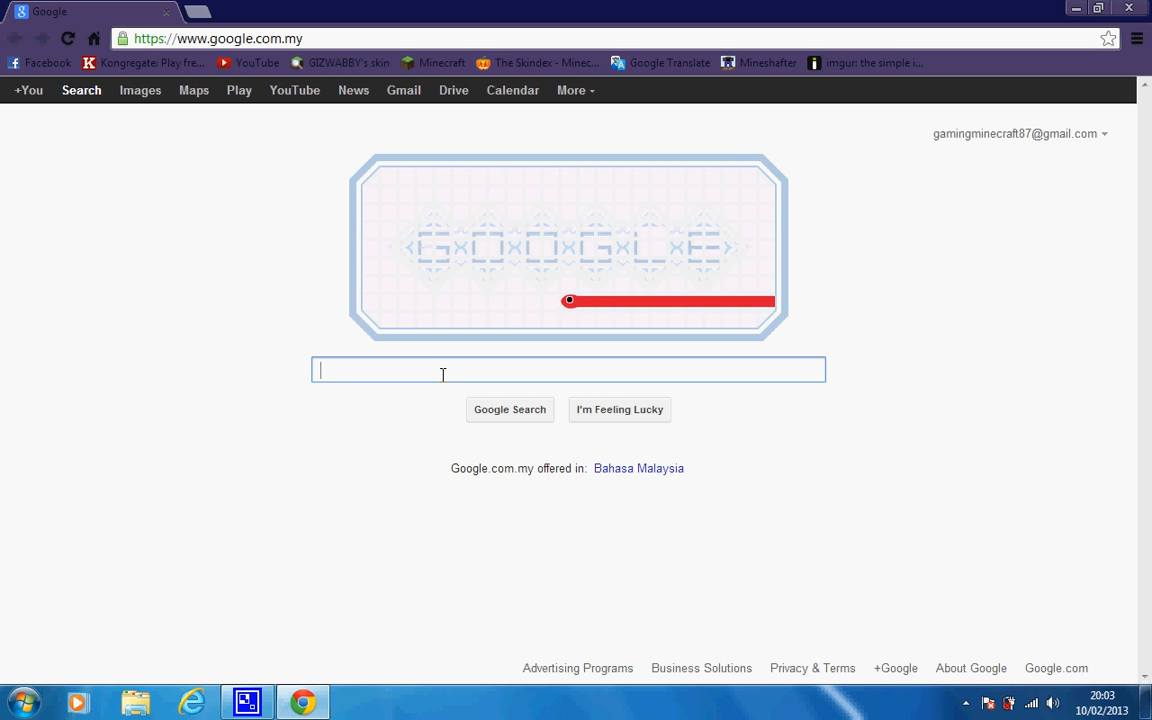 Google
https://www.google.com.my
Facebook Kongregate: Play fre... YouTube GIZWABBY's skin Minecraft The Skindex - Minec... Google Translate Mineshafter imgur: the simple i...
+You Search Images Maps Play YouTube News Gmail Drive Calendar More
gamingminecraft87@gmail.com
GOOGLE
Google Search I'm Feeling Lucky
Google.com.my offered in: Bahasa Malaysia
Advertising Programs Business Solutions Privacy & Terms +Google About Google Google.com
20:03
10/02/2013